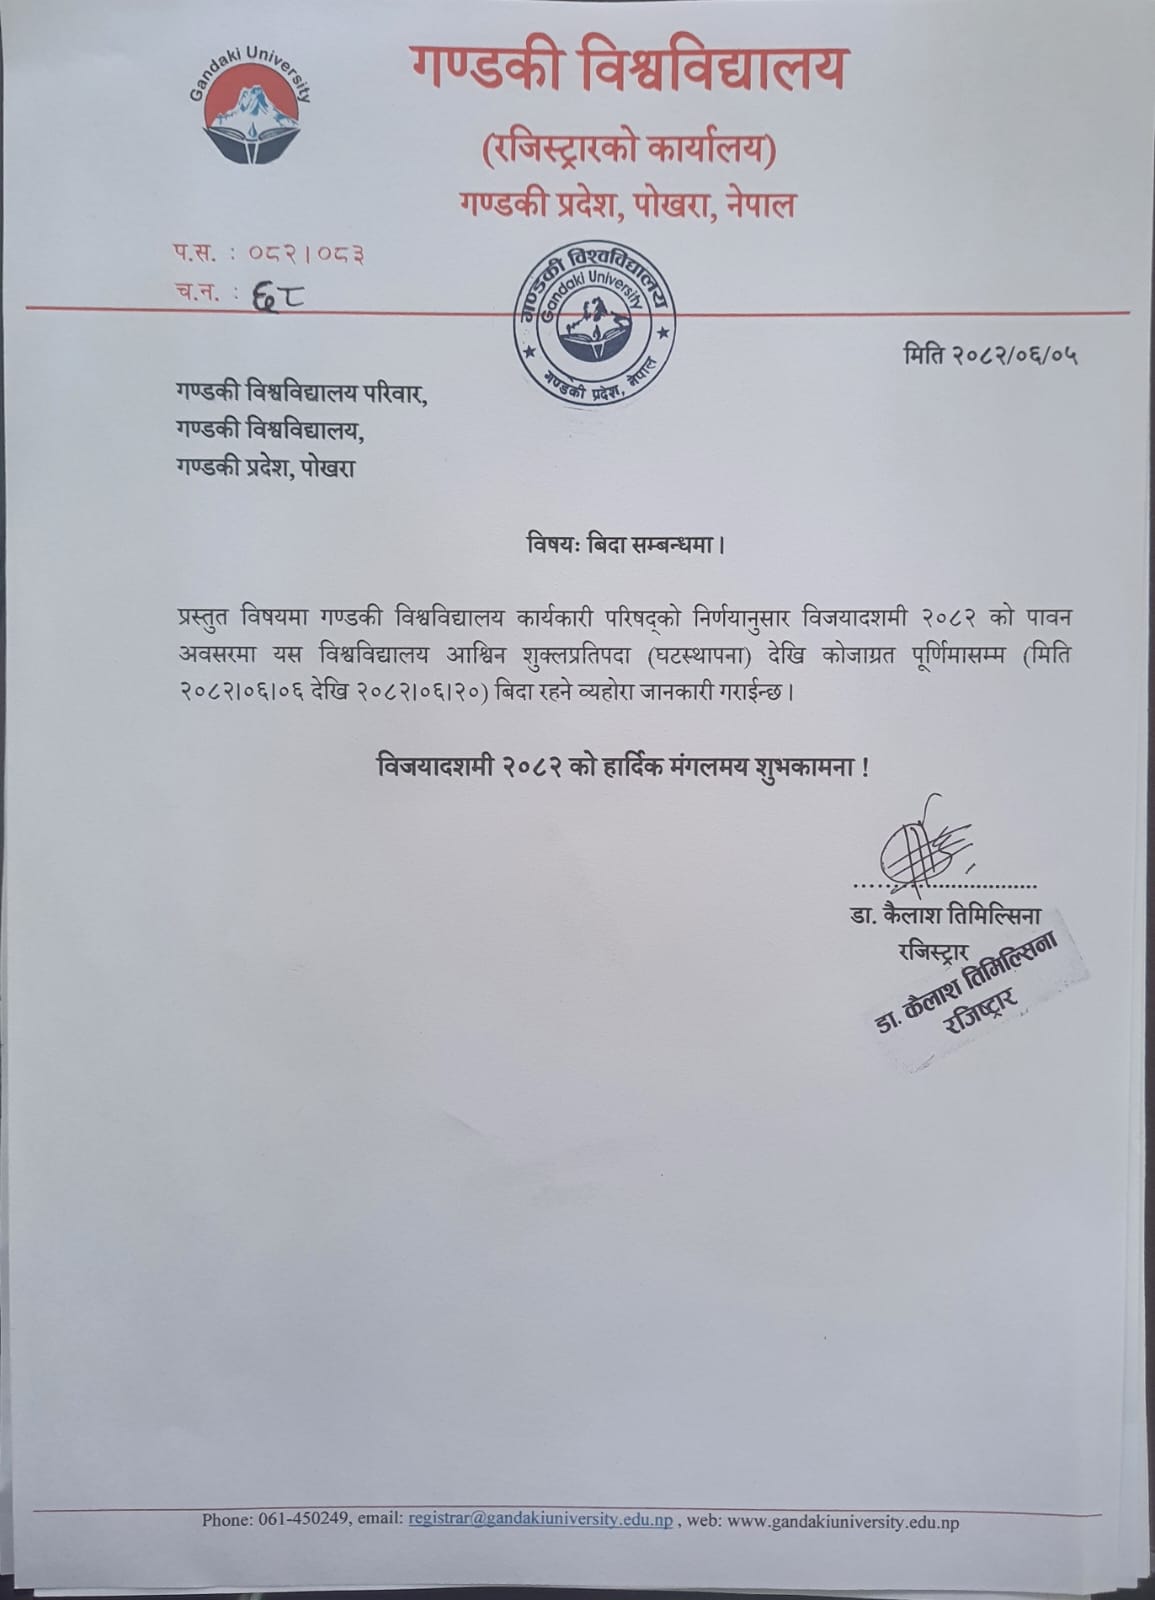 Gandaki University
गण्डकी विश्वविद्यालय
(रजिस्ट्रारको कार्यालय)
गण्डकी प्रदेश, पोखरा, नेपाल
प.स. : ०८२।०८३
च.न. : ६८
गण्डकी विश्वविद्यालय
Gandaki University
गण्डकी प्रदेश, नेपाल
मिति २०८२/०६/०५
गण्डकी विश्वविद्यालय परिवार,
गण्डकी विश्वविद्यालय,
गण्डकी प्रदेश, पोखरा
विषयः बिदा सम्बन्धमा।
प्रस्तुत विषयमा गण्डकी विश्वविद्यालय कार्यकारी परिषद्को निर्णयानुसार विजयादशमी २०८२ को पावन
अवसरमा यस विश्वविद्यालय आश्विन शुक्लप्रतिपदा (घटस्थापना) देखि कोजाग्रत पूर्णिमासम्म (मिति
२०८२।०६।०६ देखि २०८२।०६।२०) बिदा रहने व्यहोरा जानकारी गराईन्छ।
विजयादशमी २०८२ को हार्दिक मंगलमय शुभकामना !
डा. कैलाश तिमिल्सिना
रजिस्ट्रार
डा. कैलाश तिमिल्सिना
रजिष्ट्रार
Phone: 061-450249, email: registrar@gandakiuniversity.edu.np , web: www.gandakiuniversity.edu.np